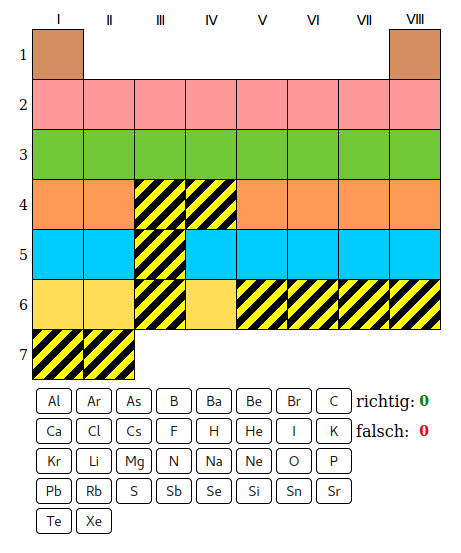 I II III IV V VI VII VIII
1
2
3
4
5
6
7
Al Ar As B Ba Be Br C richtig: 0
Ca Cl Cs F H He I K falsch: 0
Kr Li Mg N Na Ne O P
Pb Rb S Sb Se Si Sn Sr
Te Xe